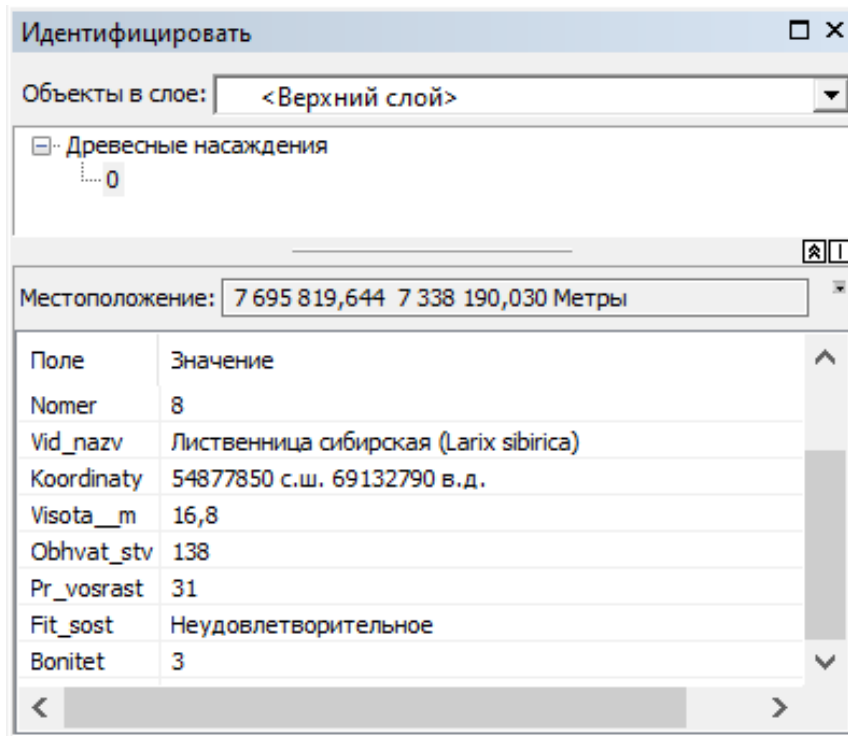 Идентифицировать
Объекты в слое: <Верхний слой>
Древесные насаждения
0
Местоположение: 7 695 819,644 7 338 190,030 Метры
Поле Значение
Nomer 8
Vid_nazv Лиственница сибирская (Larix sibirica)
Koordinaty 54877850 с.ш. 69132790 в.д.
Visota__m 16,8
Obhvat_stv 138
Pr_vosrast 31
Fit_sost Неудовлетворительное
Bonitet 3